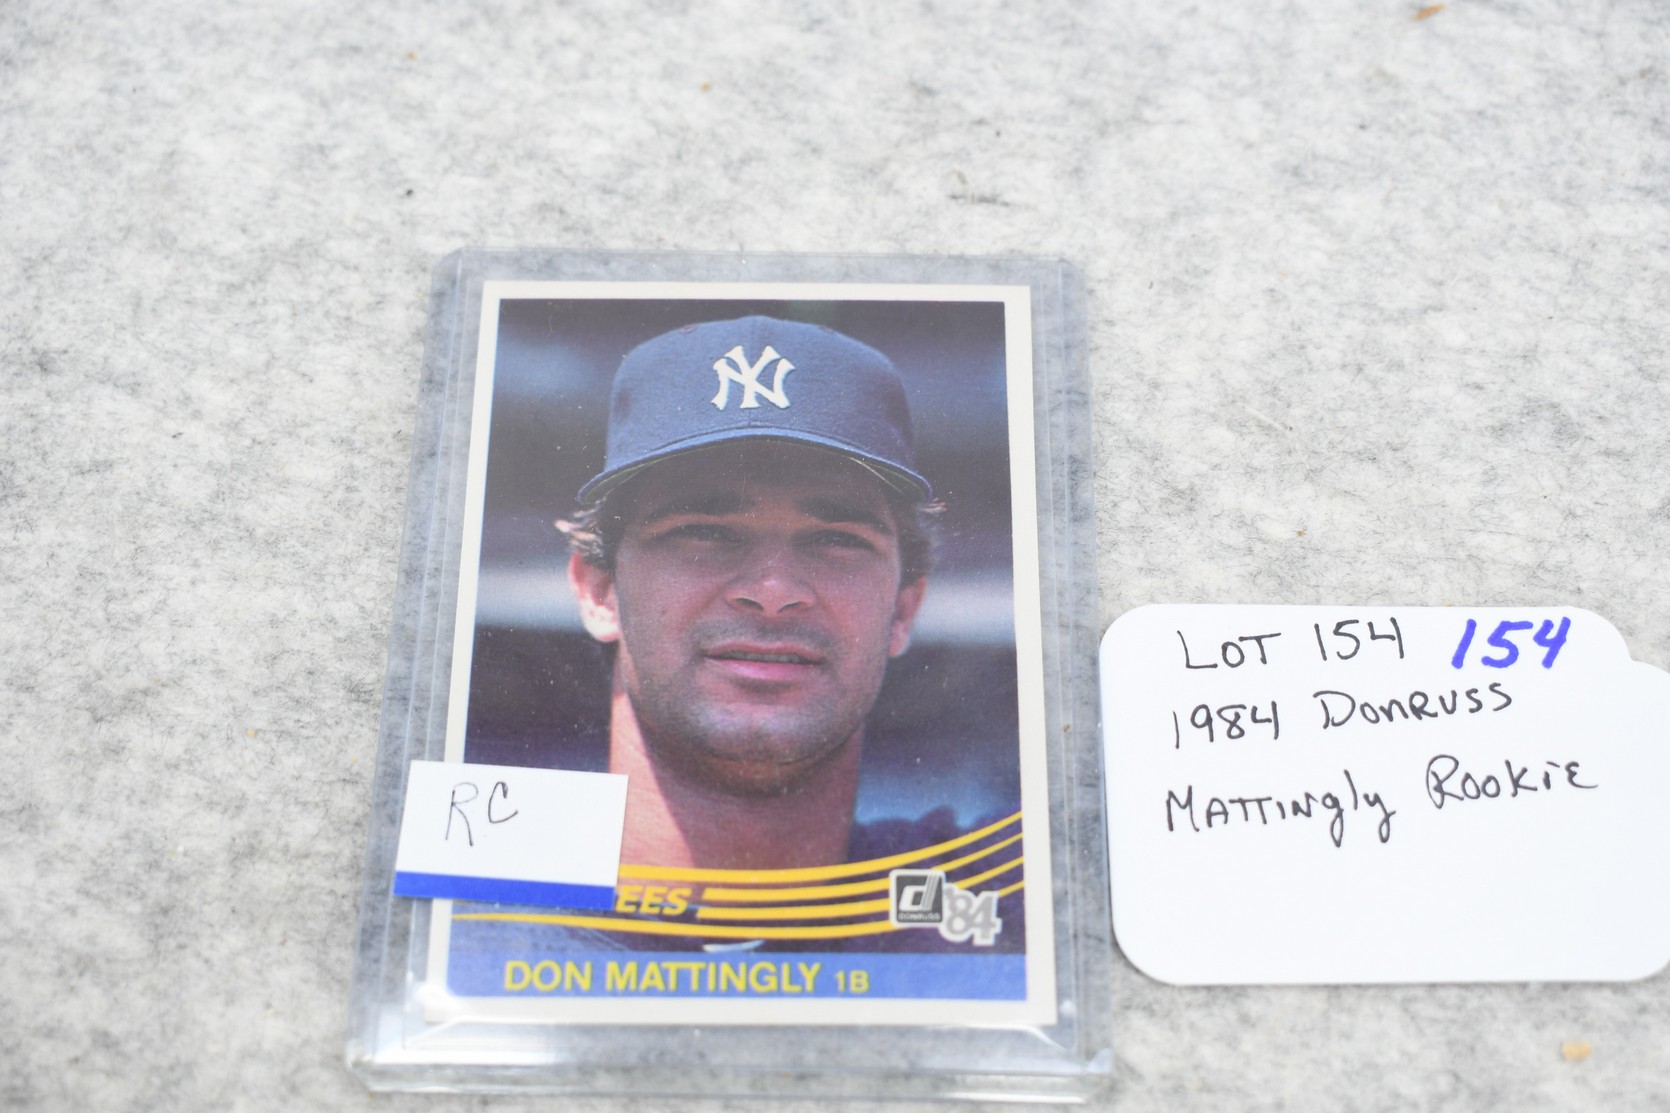 NY
RC
EES
d
DONRUSS
'84
DON MATTINGLY 1B
LOT 154 154
1984 DONRUSS
MATTINGLY ROOKIE